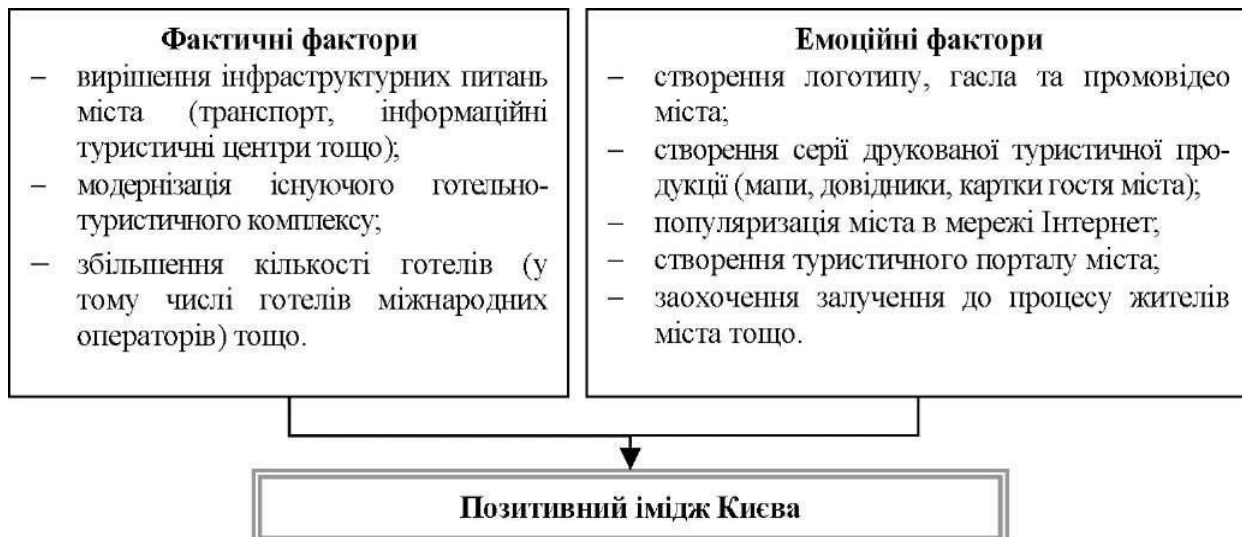 Фактичні фактори
– вирішення інфраструктурних питань
міста (транспорт, інформаційні
туристичні центри тощо);
– модернізація існуючого готельно-
туристичного комплексу;
– збільшення кількості готелів (у
тому числі готелів міжнародних
операторів) тощо.
Емоційні фактори
– створення логотипу, гасла та промовідео
міста;
– створення серії друкованої туристичної про-
дукції (мапи, довідники, картки гостя міста);
– популяризація міста в мережі Інтернет;
– створення туристичного порталу міста;
– заохочення залучення до процесу жителів
міста тощо.
Позитивний імідж Києва